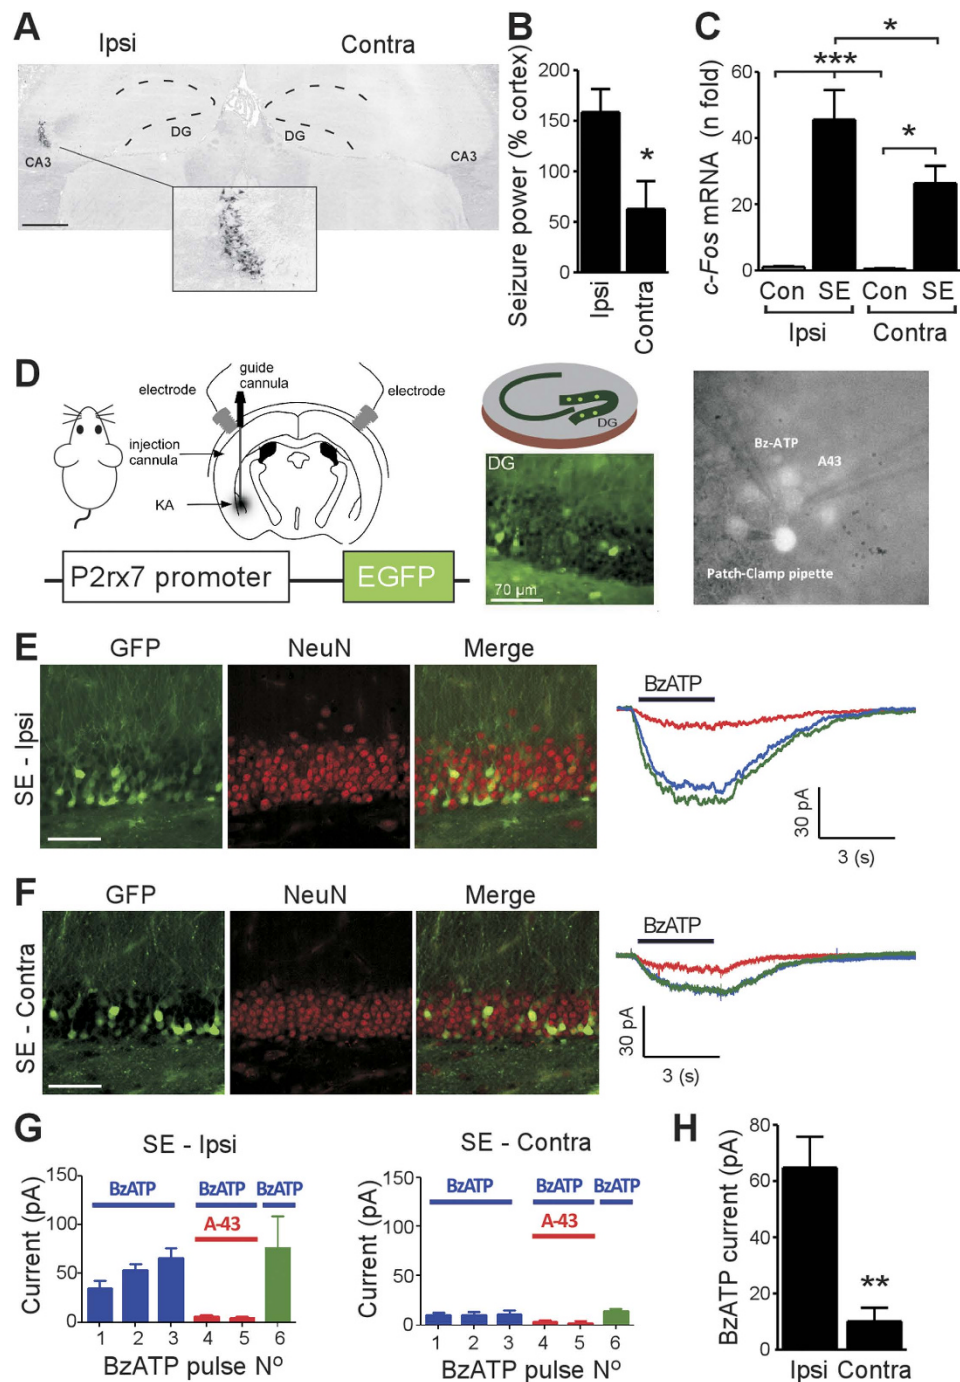 A
Ipsi
Contra
DG
DG
CA3
CA3
B
Seizure power (% cortex)
200
150
100
50
0
*
Ipsi
Contra
C
c-Fos mRNA (n fold)
60
40
20
0
***
*
*
Con SE Con SE
Ipsi Contra
D
electrode
guide
cannula
electrode
injection
cannula
KA
P2rx7 promoter
EGFP
DG
DG
70 µm
Bz-ATP
A43
Patch-Clamp pipette
E
GFP
NeuN
Merge
SE - Ipsi
BzATP
30 pA
3 (s)
F
GFP
NeuN
Merge
SE - Contra
BzATP
30 pA
3 (s)
G
SE - Ipsi
Current (pA)
150
100
50
0
BzATP
BzATP
BzATP
A-43
1 2 3 4 5 6
BzATP pulse Nº
SE - Contra
Current (pA)
150
100
50
0
BzATP
BzATP
BzATP
A-43
1 2 3 4 5 6
BzATP pulse Nº
H
BzATP current (pA)
80
60
40
20
0
**
Ipsi Contra